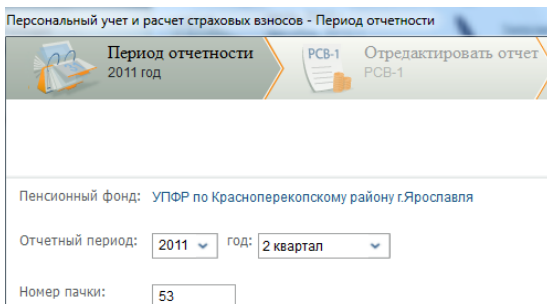 Персональный учет и расчет страховых взносов - Период отчетности
Период отчетности
2011 год
РСВ-1
Отредактировать отчет
РСВ-1
Пенсионный фонд: УПФР по Красноперекопскому району г.Ярославля
Отчетный период: 2011 год: 2 квартал
Номер пачки: 53